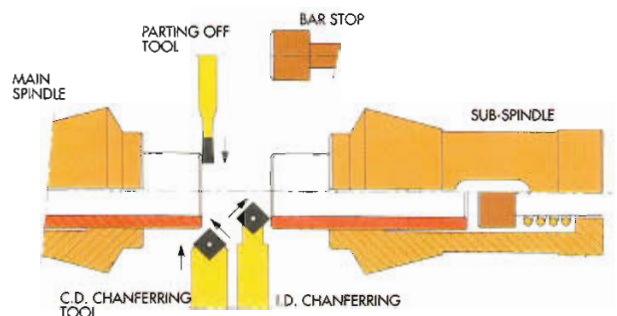 BAR STOP
PARTING OFF
TOOL
MAIN
SPINDLE
SUB-SPINDLE
C.D. CHANFERRING
TOOL
I.D. CHANFERRING